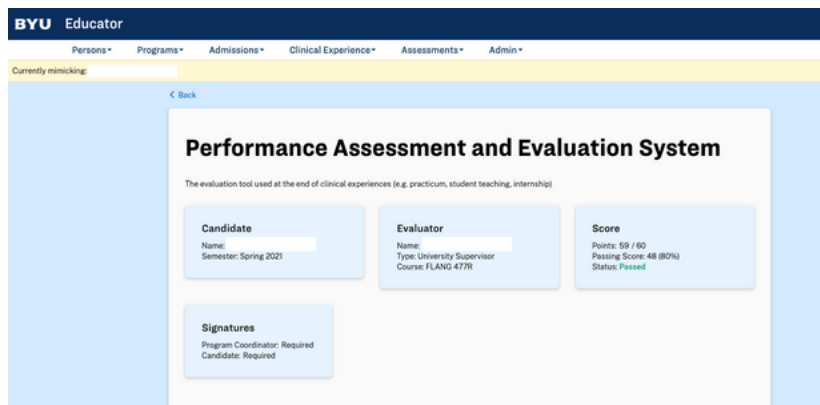 BYU Educator
Persons Programs Admissions Clinical Experience Assessments Admin
Currently mimicking:
Back
Performance Assessment and Evaluation System
The evaluation tool used at the end of clinical experiences (e.g. practicum, student teaching, internship)
Candidate
Name:
Semester: Spring 2021
Evaluator
Name:
Type: University Supervisor
Course: FLANG 477R
Score
Points: 59 / 60
Passing Score: 48 (80%)
Status: Passed
Signatures
Program Coordinator: Required
Candidate: Required